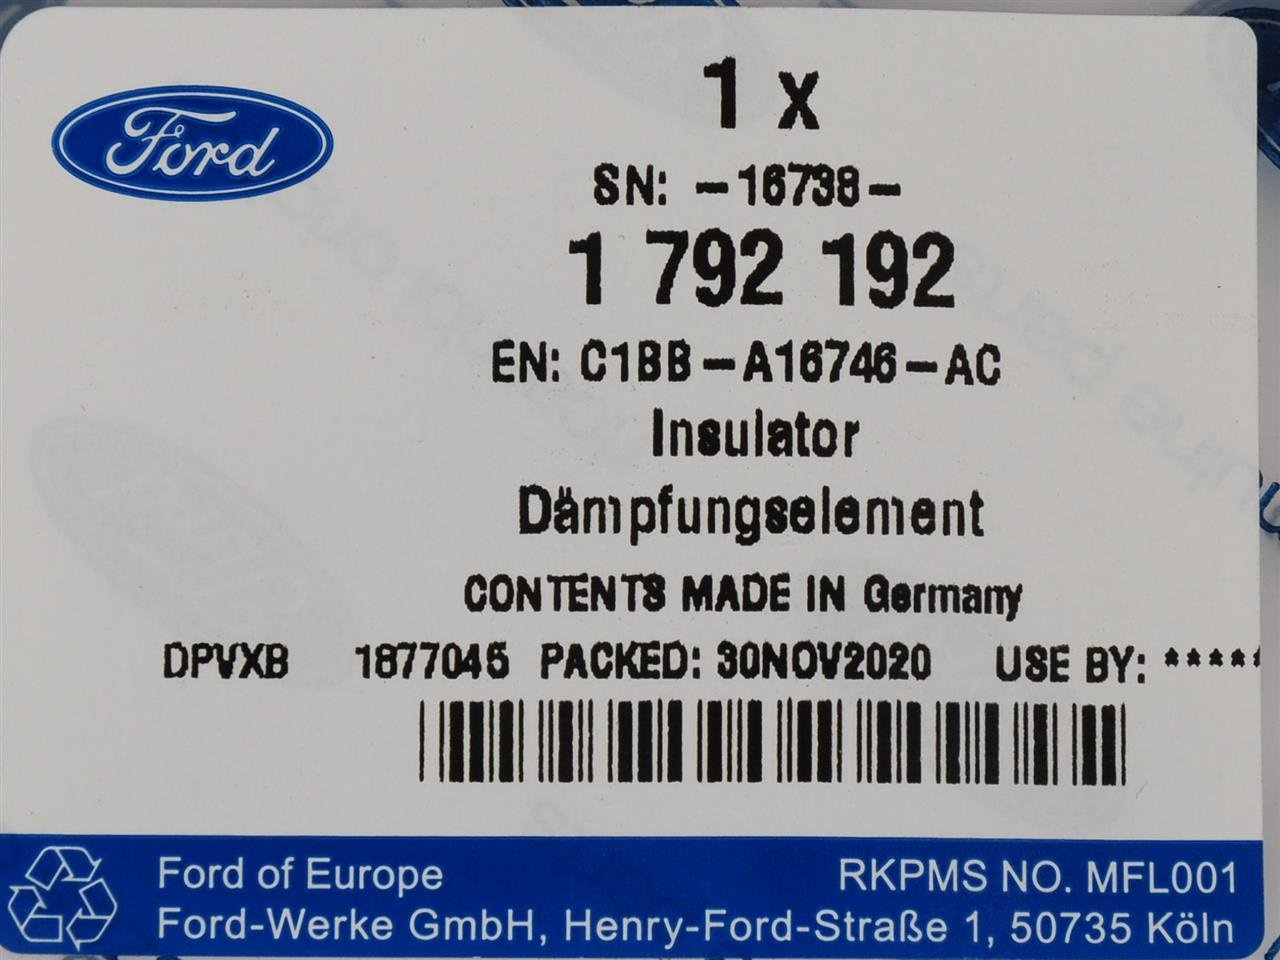 Ford
1 x
SN: -16738-
1 792 192
EN: C1BB-A16746-AC
Insulator
Dämpfungselement
CONTENTS MADE IN Germany
DPVXB 1877045 PACKED: 30NOV2020 USE BY: *****
Ford of Europe
RKPMS NO. MFL001
Ford-Werke GmbH, Henry-Ford-Straße 1, 50735 Köln